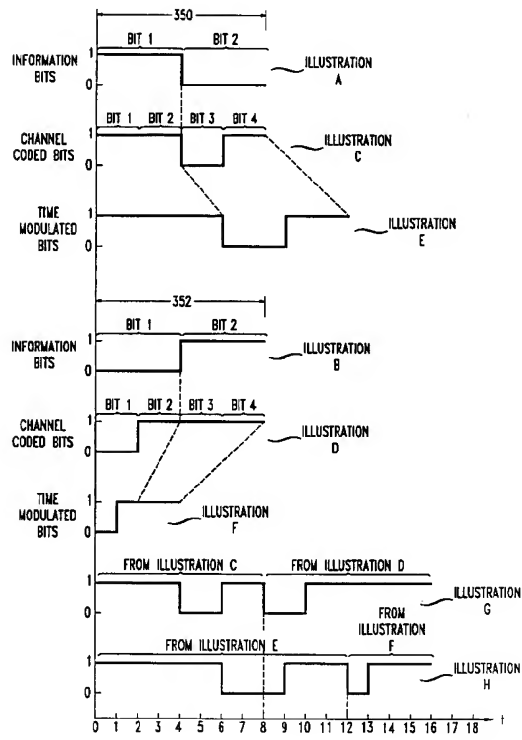 350
BIT 1 BIT 2
INFORMATION BITS
1
0
ILLUSTRATION A
BIT 1 BIT 2 BIT 3 BIT 4
CHANNEL CODED BITS
1
0
ILLUSTRATION C
TIME MODULATED BITS
1
0
ILLUSTRATION E
352
BIT 1 BIT 2
INFORMATION BITS
1
0
ILLUSTRATION B
BIT 1 BIT 2 BIT 3 BIT 4
CHANNEL CODED BITS
1
0
ILLUSTRATION D
TIME MODULATED BITS
1
0
ILLUSTRATION F
FROM ILLUSTRATION C FROM ILLUSTRATION D
1
0
ILLUSTRATION G
FROM ILLUSTRATION E
FROM ILLUSTRATION F
1
0
ILLUSTRATION H
0 1 2 3 4 5 6 7 8 9 10 11 12 13 14 15 16 17 18 t